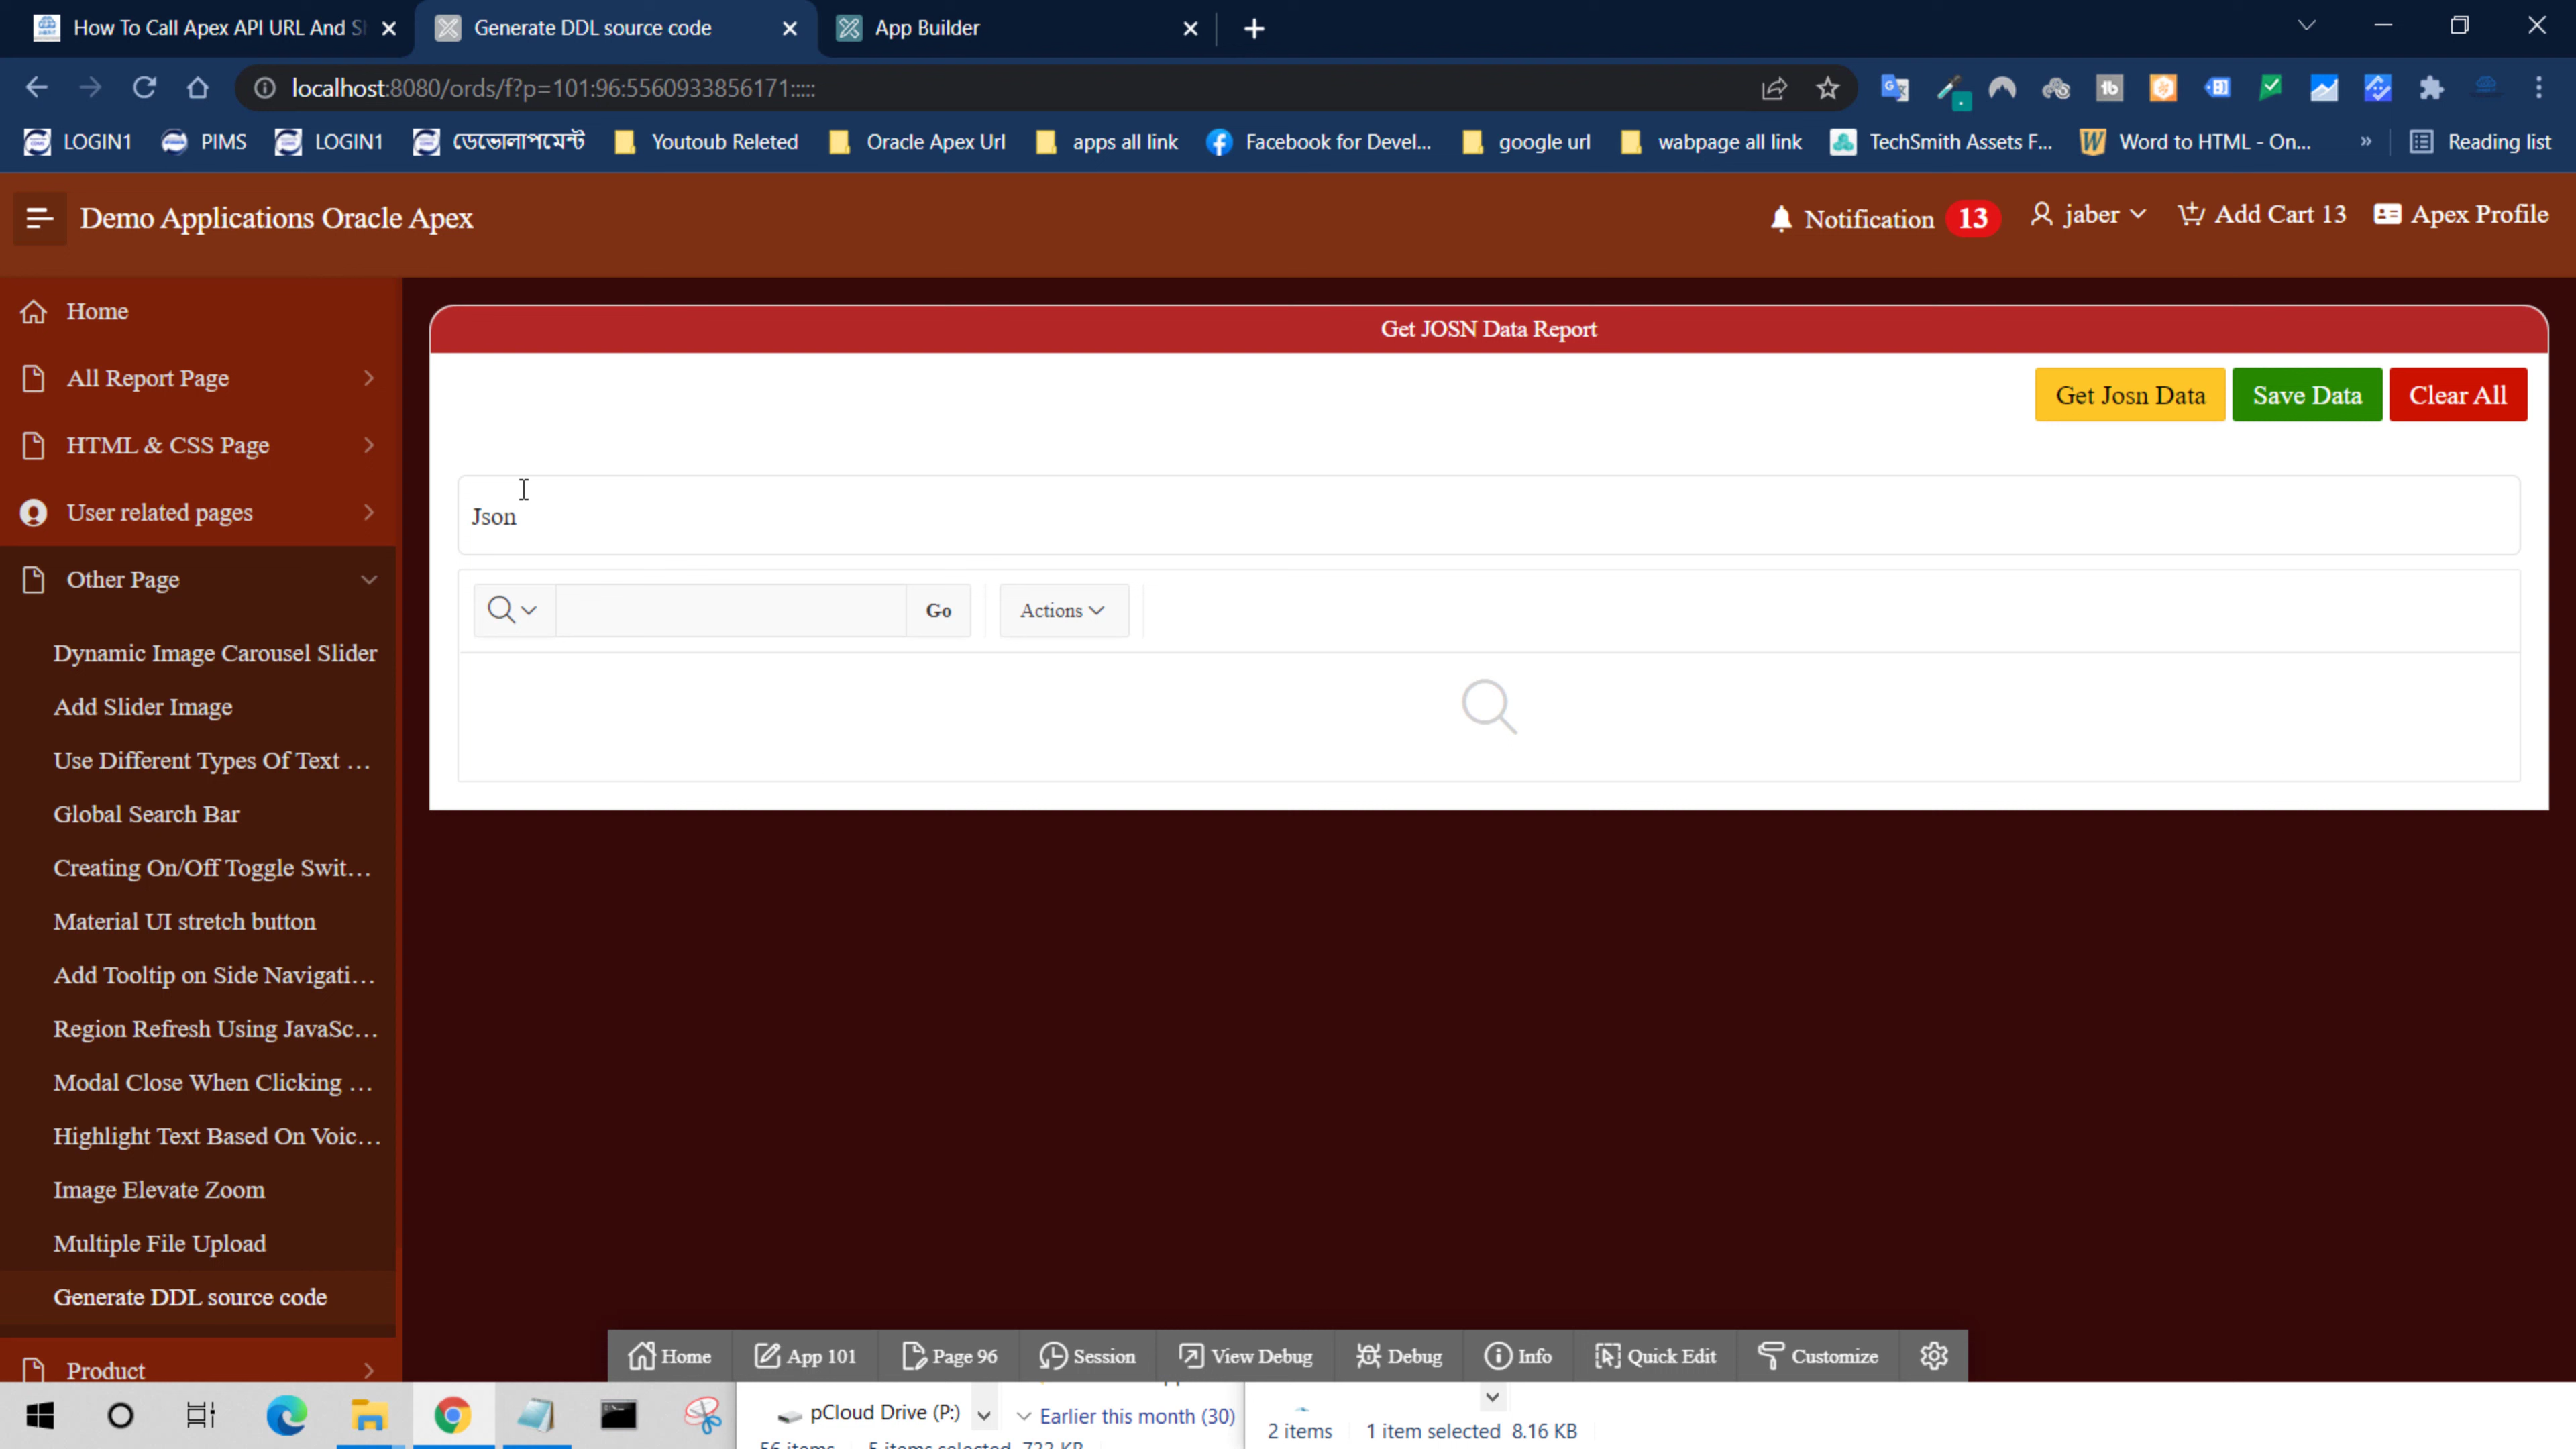 How To Call Apex API URL And S
Generate DDL source code
App Builder
localhost:8080/ords/f?p=101:96:5560933856171:::::
LOGIN1
PIMS
LOGIN1
ডেভোলাপমেন্ট
Youtoub Releted
Oracle Apex Url
apps all link
Facebook for Devel...
google url
wabpage all link
TechSmith Assets F...
Word to HTML - On...
»
Reading list
Demo Applications Oracle Apex
Notification 13
jaber
Add Cart 13
Apex Profile
Home
All Report Page
HTML & CSS Page
User related pages
Other Page
Dynamic Image Carousel Slider
Add Slider Image
Use Different Types Of Text ...
Global Search Bar
Creating On/Off Toggle Swit...
Material UI stretch button
Add Tooltip on Side Navigati...
Region Refresh Using JavaSc...
Modal Close When Clicking ...
Highlight Text Based On Voic...
Image Elevate Zoom
Multiple File Upload
Generate DDL source code
Product
Get JOSN Data Report
Get Josn Data
Save Data
Clear All
Json
Go
Actions
Home
App 101
Page 96
Session
View Debug
Debug
Info
Quick Edit
Customize
pCloud Drive (P:)
Earlier this month (30)
56 items 5 items selected 723 KB
2 items 1 item selected 8.16 KB